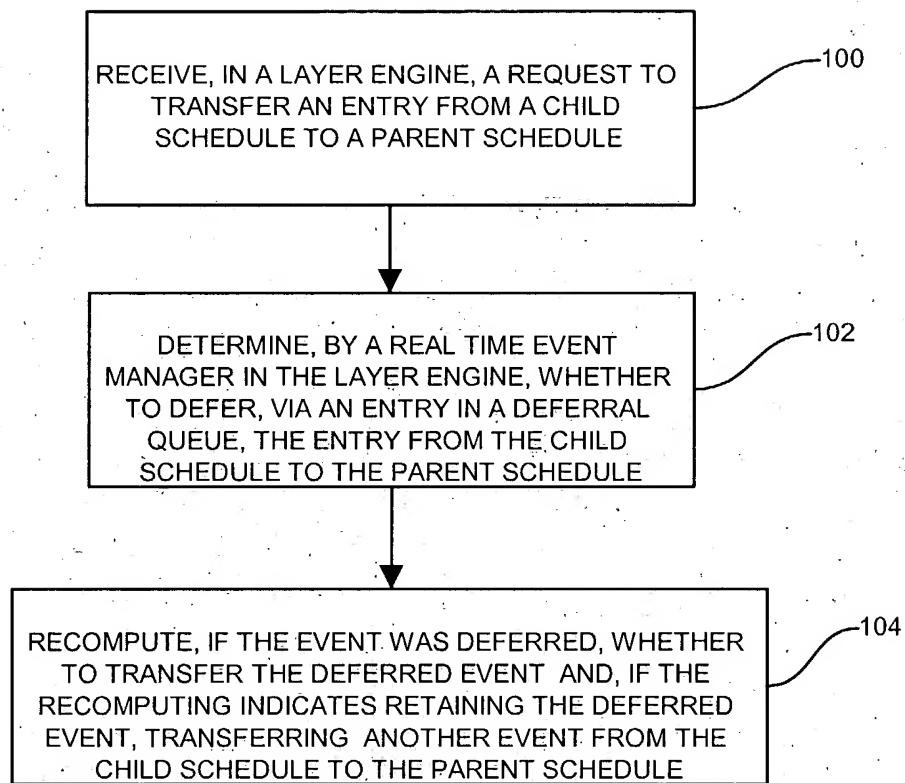 RECEIVE, IN A LAYER ENGINE, A REQUEST TO
TRANSFER AN ENTRY FROM A CHILD
SCHEDULE TO A PARENT SCHEDULE
100
DETERMINE, BY A REAL TIME EVENT
MANAGER IN THE LAYER ENGINE, WHETHER
TO DEFER, VIA AN ENTRY IN A DEFERRAL
QUEUE, THE ENTRY FROM THE CHILD
SCHEDULE TO THE PARENT SCHEDULE
102
RECOMPUTE, IF THE EVENT WAS DEFERRED, WHETHER
TO TRANSFER THE DEFERRED EVENT AND, IF THE
RECOMPUTING INDICATES RETAINING THE DEFERRED
EVENT, TRANSFERRING ANOTHER EVENT FROM THE
CHILD SCHEDULE TO THE PARENT SCHEDULE
104